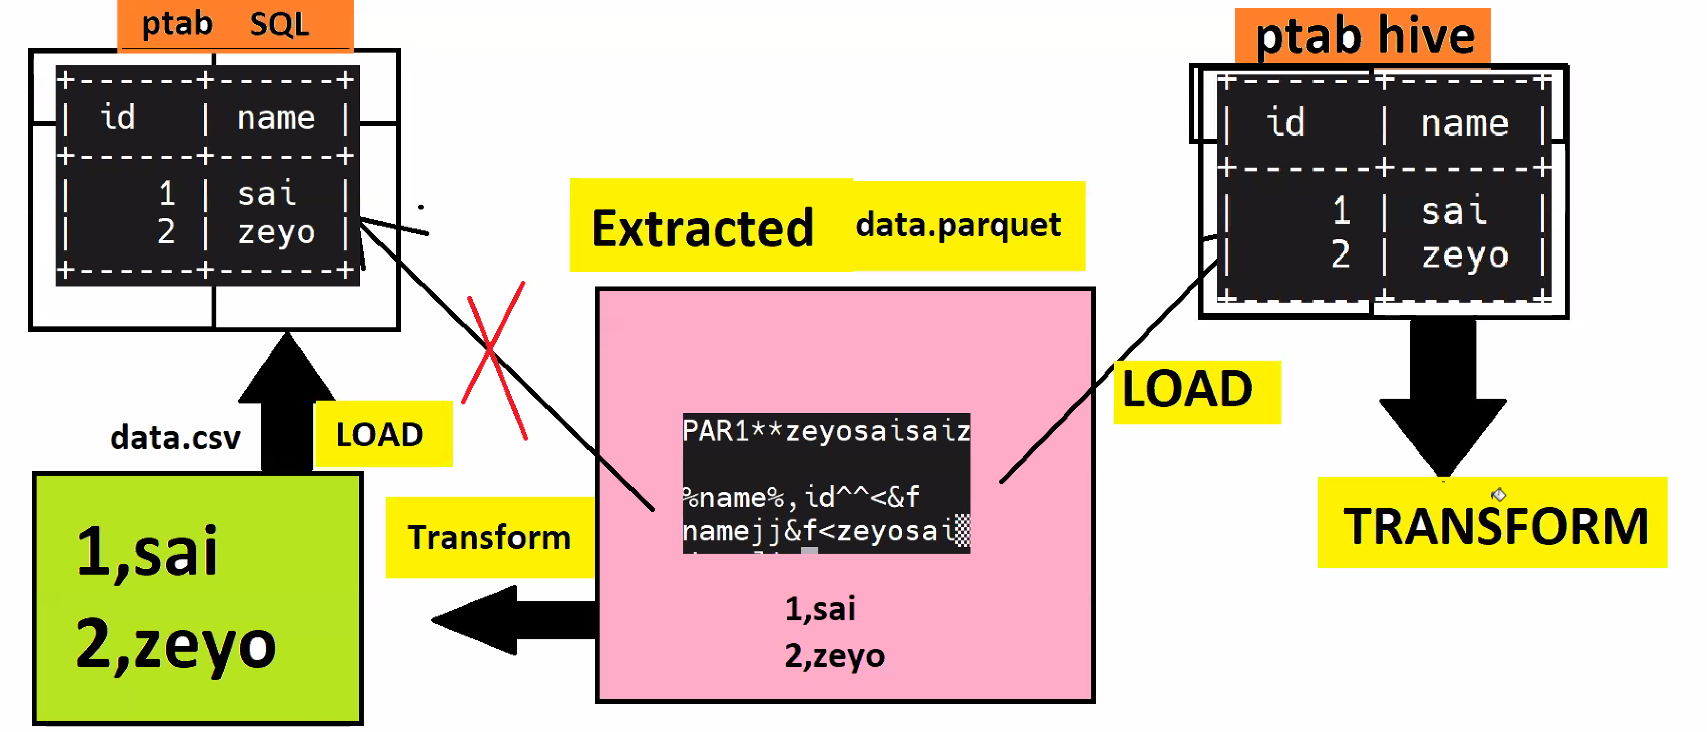 ptab SQL
+------+------+
| id | name |
+------+------+
| 1 | sai |
| 2 | zeyo |
+------+------+
data.csv
LOAD
1,sai
2,zeyo
Transform
Extracted data.parquet
PAR1**zeyosaisaiz
%name%,id^^<&f
namejj&f<zeyosai
1,sai
2,zeyo
LOAD
ptab hive
+------+------+
| id | name |
+------+------+
| 1 | sai |
| 2 | zeyo |
+------+------+
TRANSFORM